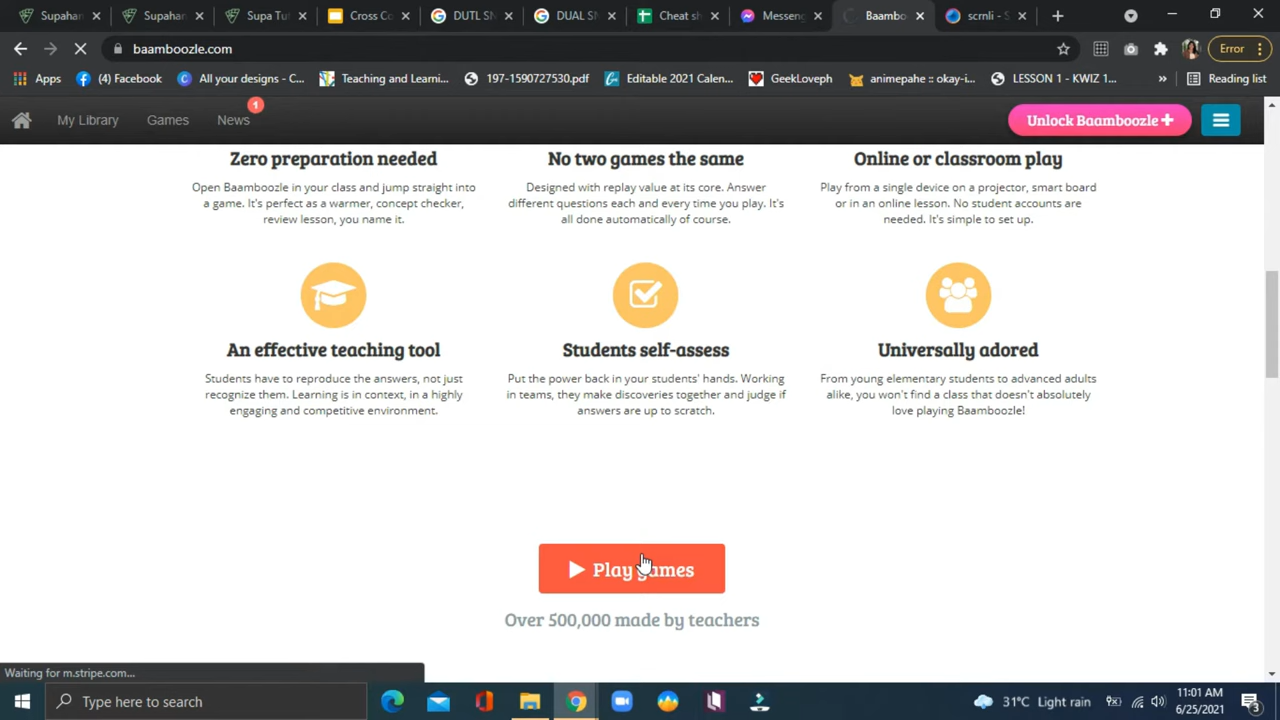 Supahan
Supahan
Supa Tut
Cross Co
DUTL SN
DUAL SN
Cheat sh
Messeng
Baambo
scrnli - S
baamboozle.com
Error
Apps
(4) Facebook
All your designs - C...
Teaching and Learni...
197-1590727530.pdf
Editable 2021 Calen...
GeekLoveph
animepahe :: okay-i...
LESSON 1 - KWIZ 1...
»
Reading list
My Library
Games
News
1
Unlock Baamboozle +
Zero preparation needed
Open Baamboozle in your class and jump straight into
a game. It's perfect as a warmer, concept checker,
review lesson, you name it.
No two games the same
Designed with replay value at its core. Answer
different questions each and every time you play. It's
all done automatically of course.
Online or classroom play
Play from a single device on a projector, smart board
or in an online lesson. No student accounts are
needed. It's simple to set up.
An effective teaching tool
Students have to reproduce the answers, not just
recognize them. Learning is in context, in a highly
engaging and competitive environment.
Students self-assess
Put the power back in your students' hands. Working
in teams, they make discoveries together and judge if
answers are up to scratch.
Universally adored
From young elementary students to advanced adults
alike, you won't find a class that doesn't absolutely
love playing Baamboozle!
Play games
Over 500,000 made by teachers
Waiting for m.stripe.com...
Type here to search
31°C Light rain
11:01 AM
6/25/2021
3